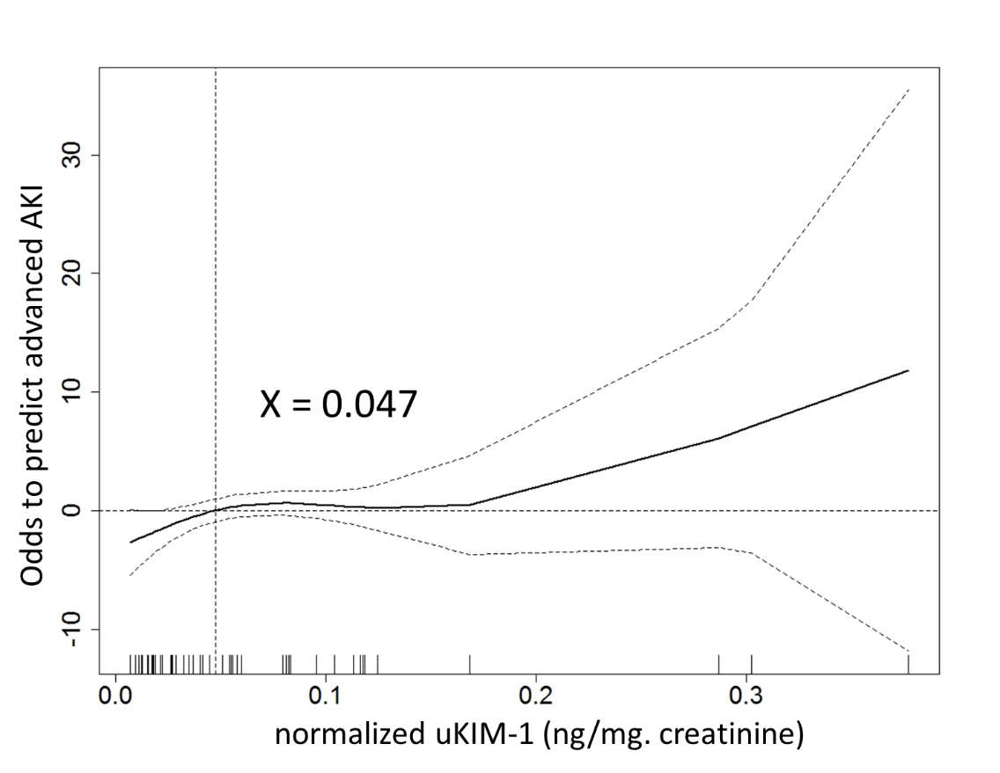 Odds to predict advanced AKI
30
20
10
0
-10
X = 0.047
0.0 0.1 0.2 0.3
normalized uKIM-1 (ng/mg. creatinine)